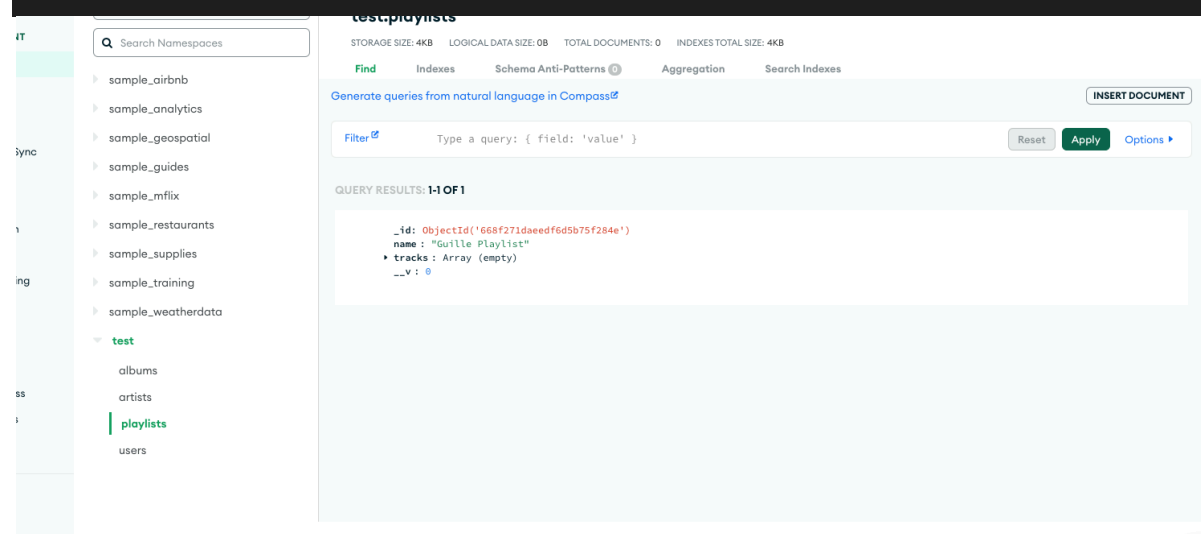 test.playlists
STORAGE SIZE: 4KB LOGICAL DATA SIZE: 0B TOTAL DOCUMENTS: 0 INDEXES TOTAL SIZE: 4KB
Find Indexes Schema Anti-Patterns 0 Aggregation Search Indexes
Generate queries from natural language in Compass
INSERT DOCUMENT
Filter Type a query: { field: 'value' } Reset Apply Options
QUERY RESULTS: 1-1 OF 1
_id: ObjectId('668f271daeedf6d5b75f284e')
name: "Guille Playlist"
tracks: Array (empty)
__v: 0
Search Namespaces
sample_airbnb
sample_analytics
sample_geospatial
sample_guides
sample_mflix
sample_restaurants
sample_supplies
sample_training
sample_weatherdata
test
albums
artists
playlists
users
Sync
ing
ss